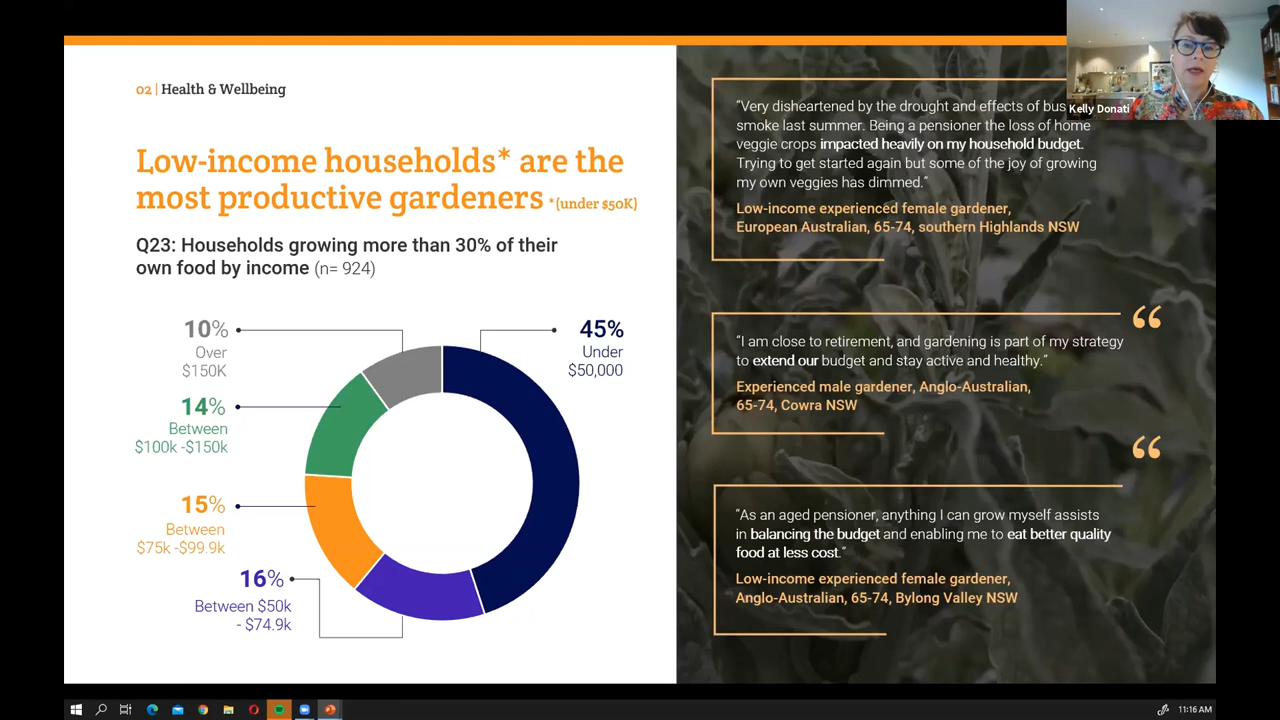 02 | Health & Wellbeing
Low-income households* are the
most productive gardeners *(under $50K)
Q23: Households growing more than 30% of their
own food by income (n= 924)
10%
Over
$150K
45%
Under
$50,000
14%
Between
$100k -$150k
15%
Between
$75k -$99.9k
16%
Between $50k
- $74.9k
"Very disheartened by the drought and effects of bus
smoke last summer. Being a pensioner the loss of home
veggie crops impacted heavily on my household budget.
Trying to get started again but some of the joy of growing
my own veggies has dimmed."
Low-income experienced female gardener,
European Australian, 65-74, southern Highlands NSW
“
"I am close to retirement, and gardening is part of my strategy
to extend our budget and stay active and healthy."
Experienced male gardener, Anglo-Australian,
65-74, Cowra NSW
“
"As an aged pensioner, anything I can grow myself assists
in balancing the budget and enabling me to eat better quality
food at less cost."
Low-income experienced female gardener,
Anglo-Australian, 65-74, Bylong Valley NSW
Kelly Donati
11:16 AM